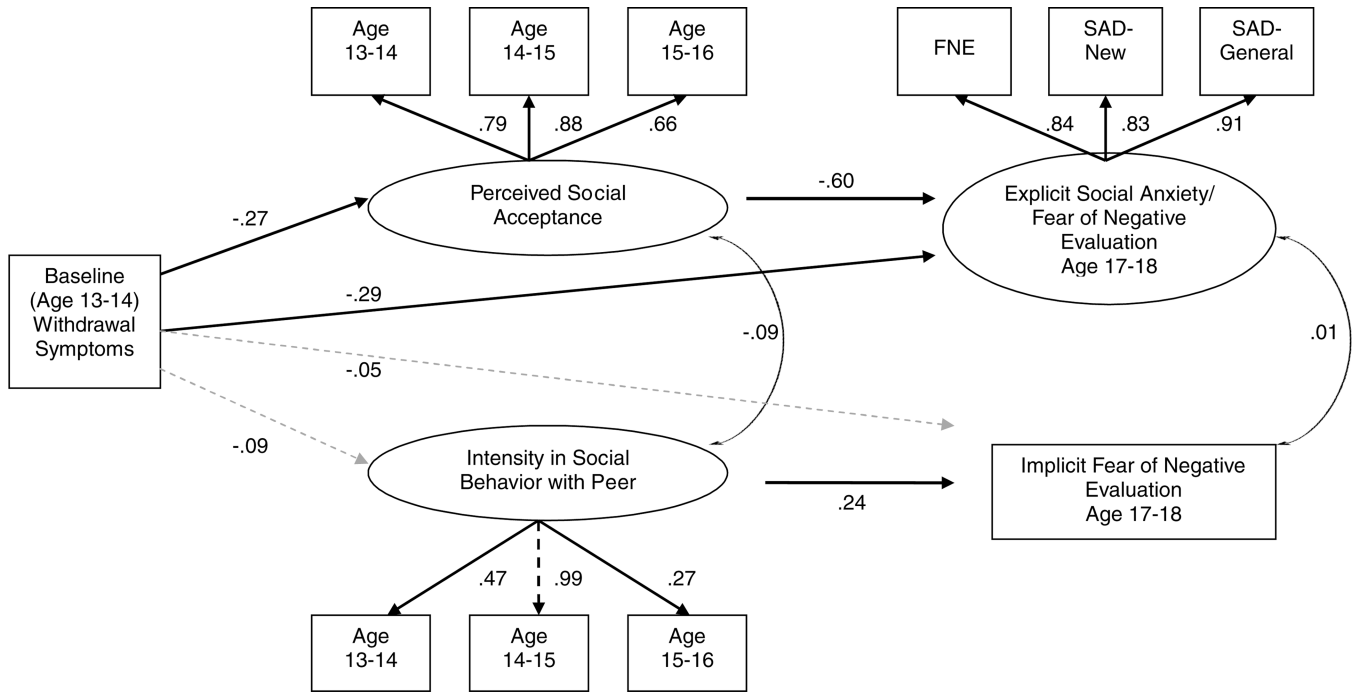 Age
13-14
Age
14-15
Age
15-16
FNE
SAD-
New
SAD-
General
.79
.88
.66
.84
.83
.91
Perceived Social
Acceptance
-.60
Explicit Social Anxiety/
Fear of Negative
Evaluation
Age 17-18
-.27
Baseline
(Age 13-14)
Withdrawal
Symptoms
-.29
-.09
.01
-.05
-.09
Intensity in Social
Behavior with Peer
.24
Implicit Fear of Negative
Evaluation
Age 17-18
.47
.99
.27
Age
13-14
Age
14-15
Age
15-16